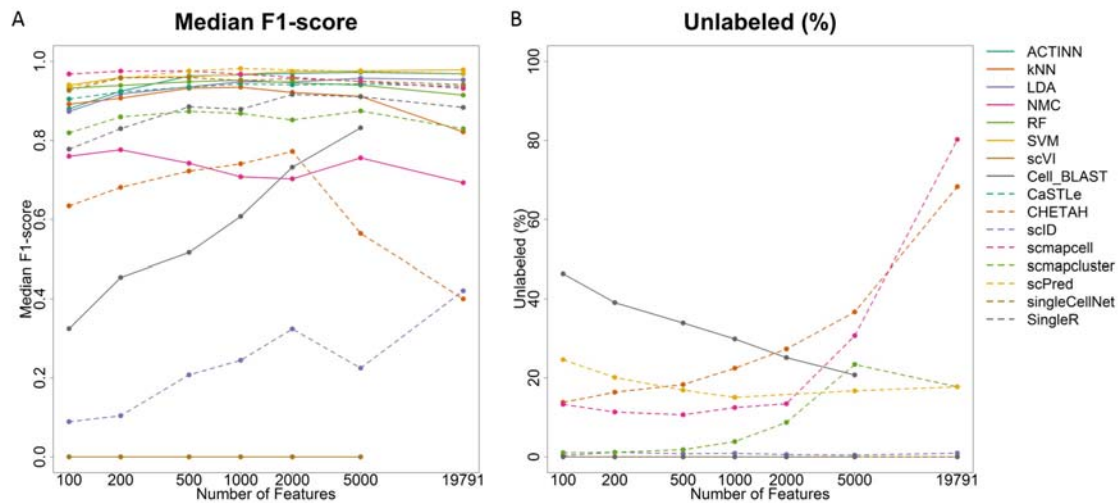 A
Median F1-score
Median F1-score
1.0
0.8
0.6
0.4
0.2
0.0
100
200
500
1000
2000
5000
19791
Number of Features
B
Unlabeled (%)
Unlabeled (%)
100
80
60
40
20
0
100
200
500
1000
2000
5000
19791
Number of Features
ACTINN
kNN
LDA
NMC
RF
SVM
scVI
Cell_BLAST
CaSTLe
CHETAH
scID
scmapcell
scmapcluster
scPred
singleCellNet
SingleR